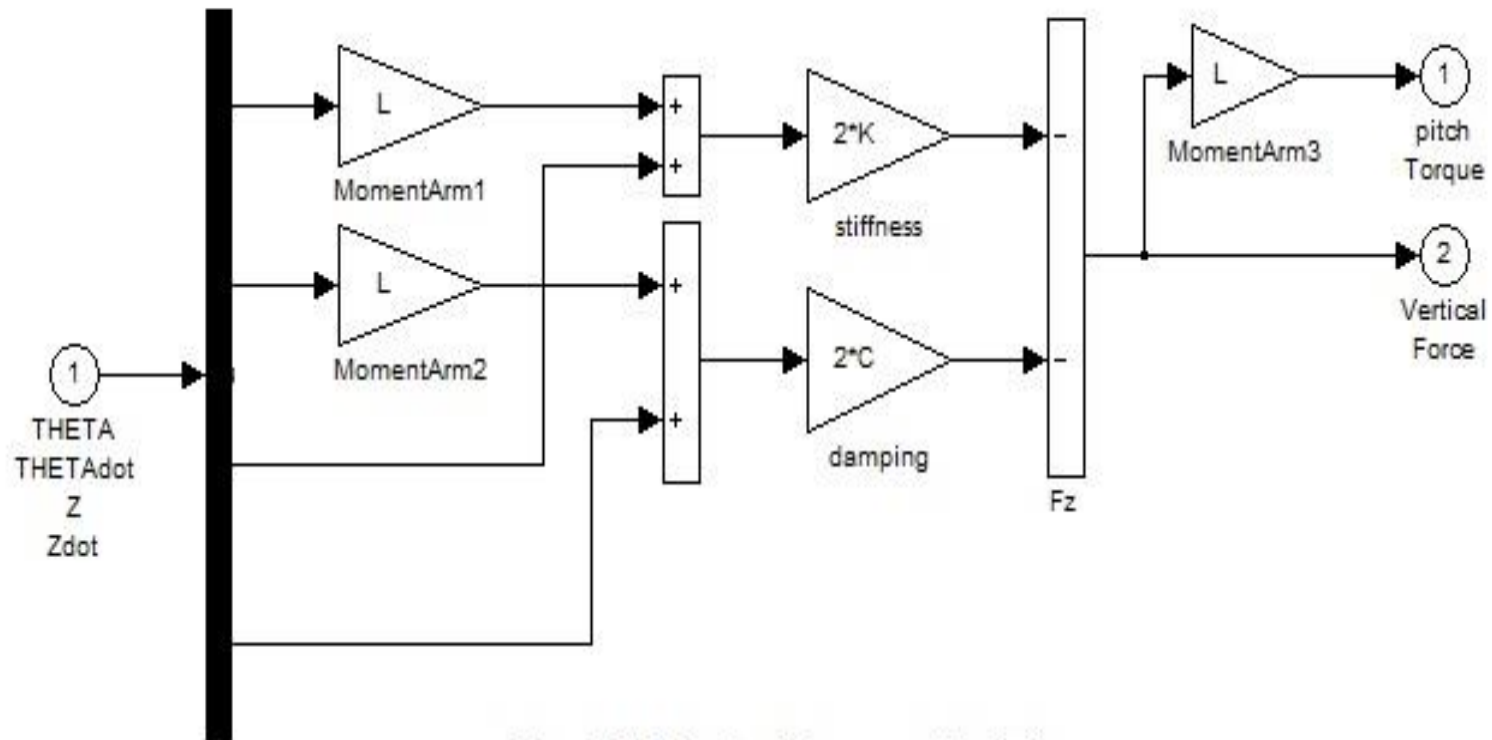 L
MomentArm1
L
MomentArm2
1
THETA
THETAdot
Z
Zdot
+
+
+
+
2*K
stiffness
2*C
damping
-
-
Fz
L
MomentArm3
1
pitch
Torque
2
Vertical
Force